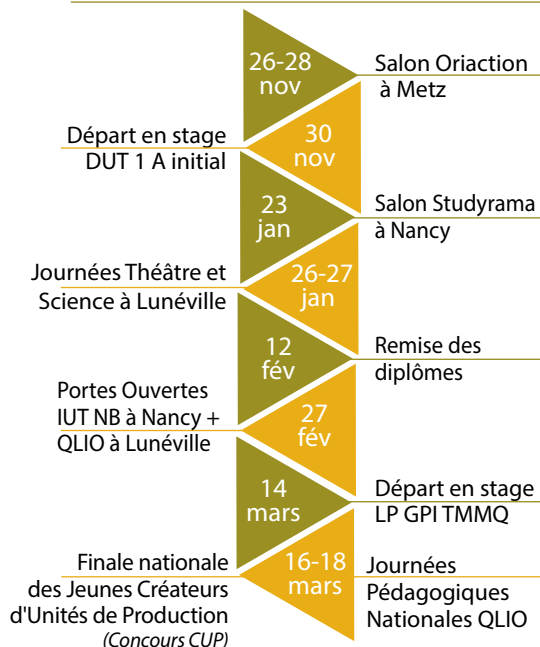 26-28
nov
Salon Oriaction
à Metz
Départ en stage
DUT 1 A initial
30
nov
23
jan
Salon Studyrama
à Nancy
Journées Théâtre et
Science à Lunéville
26-27
jan
12
fév
Remise des
diplômes
Portes Ouvertes
IUT NB à Nancy +
QLIO à Lunéville
27
fév
14
mars
Départ en stage
LP GPI TMMQ
Finale nationale
des Jeunes Créateurs
d'Unités de Production
(Concours CUP)
16-18
mars
Journées
Pédagogiques
Nationales QLIO